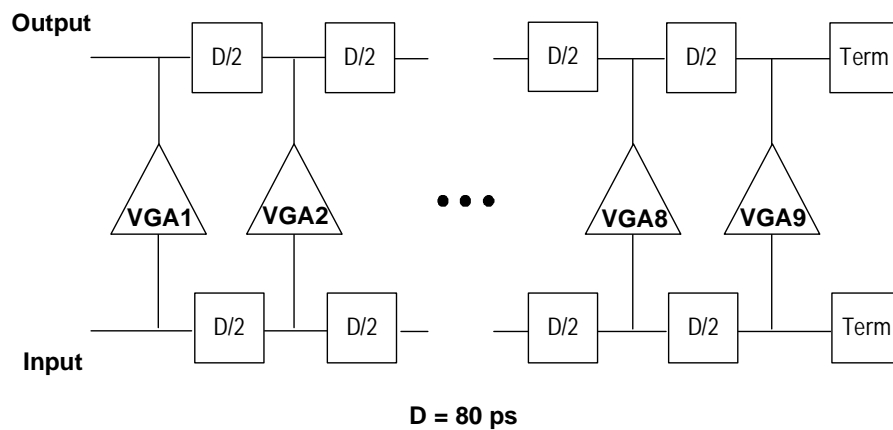 Output
D/2 D/2 D/2 D/2 Term
VGA1 VGA2 ••• VGA8 VGA9
D/2 D/2 D/2 D/2 Term
Input
D = 80 ps